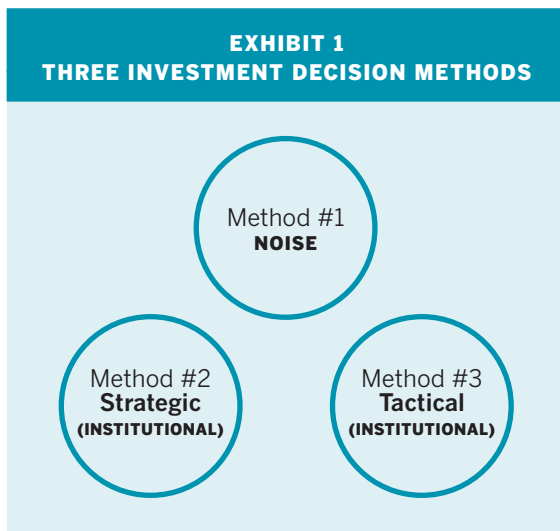 EXHIBIT 1
THREE INVESTMENT DECISION METHODS
Method #1
NOISE
Method #2
Strategic
(INSTITUTIONAL)
Method #3
Tactical
(INSTITUTIONAL)